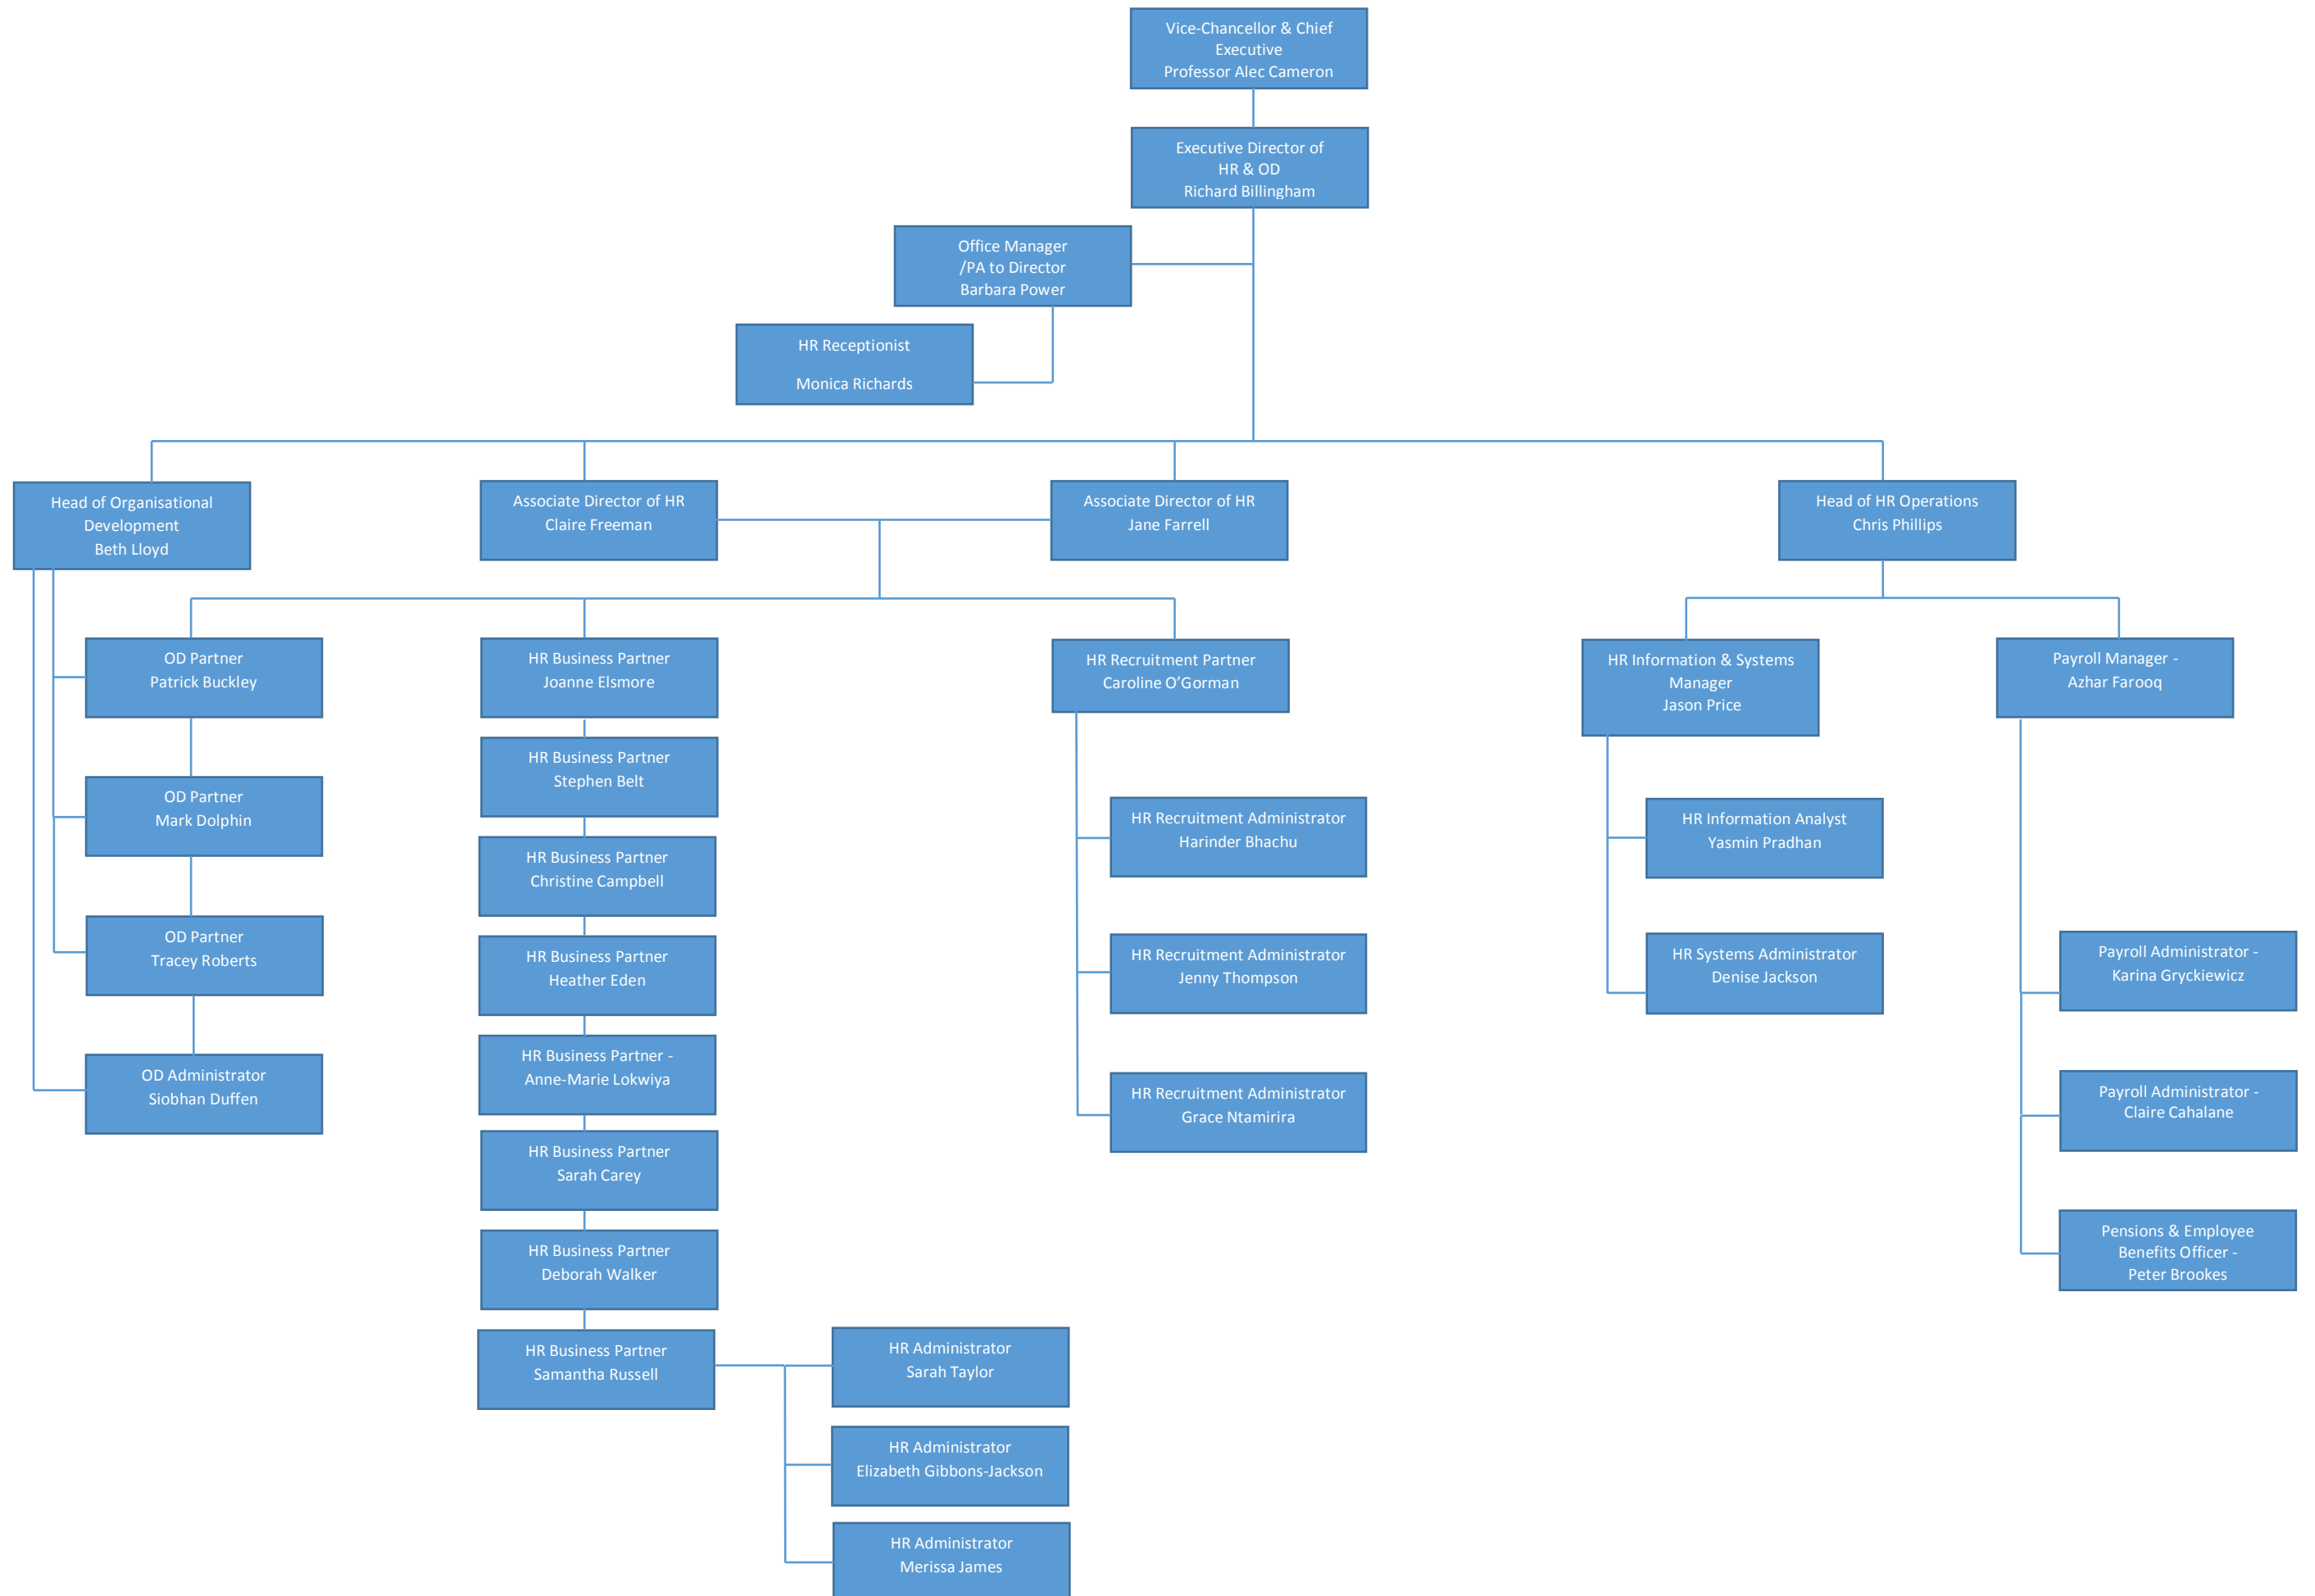 Vice-Chancellor & Chief
Executive
Professor Alec Cameron
Executive Director of
HR & OD
Richard Billingham
Office Manager
/PA to Director
Barbara Power
HR Receptionist
Monica Richards
Head of Organisational
Development
Beth Lloyd
Associate Director of HR
Claire Freeman
Associate Director of HR
Jane Farrell
Head of HR Operations
Chris Phillips
OD Partner
Patrick Buckley
OD Partner
Mark Dolphin
OD Partner
Tracey Roberts
OD Administrator
Siobhan Duffen
HR Business Partner
Joanne Elsmore
HR Business Partner
Stephen Belt
HR Business Partner
Christine Campbell
HR Business Partner
Heather Eden
HR Business Partner -
Anne-Marie Lokwiya
HR Business Partner
Sarah Carey
HR Business Partner
Deborah Walker
HR Business Partner
Samantha Russell
HR Administrator
Sarah Taylor
HR Administrator
Elizabeth Gibbons-Jackson
HR Administrator
Merissa James
HR Recruitment Partner
Caroline O’Gorman
HR Recruitment Administrator
Harinder Bhachu
HR Recruitment Administrator
Jenny Thompson
HR Recruitment Administrator
Grace Ntamirira
HR Information & Systems
Manager
Jason Price
HR Information Analyst
Yasmin Pradhan
HR Systems Administrator
Denise Jackson
Payroll Manager -
Azhar Farooq
Payroll Administrator -
Karina Gryckiewicz
Payroll Administrator -
Claire Cahalane
Pensions & Employee
Benefits Officer -
Peter Brookes